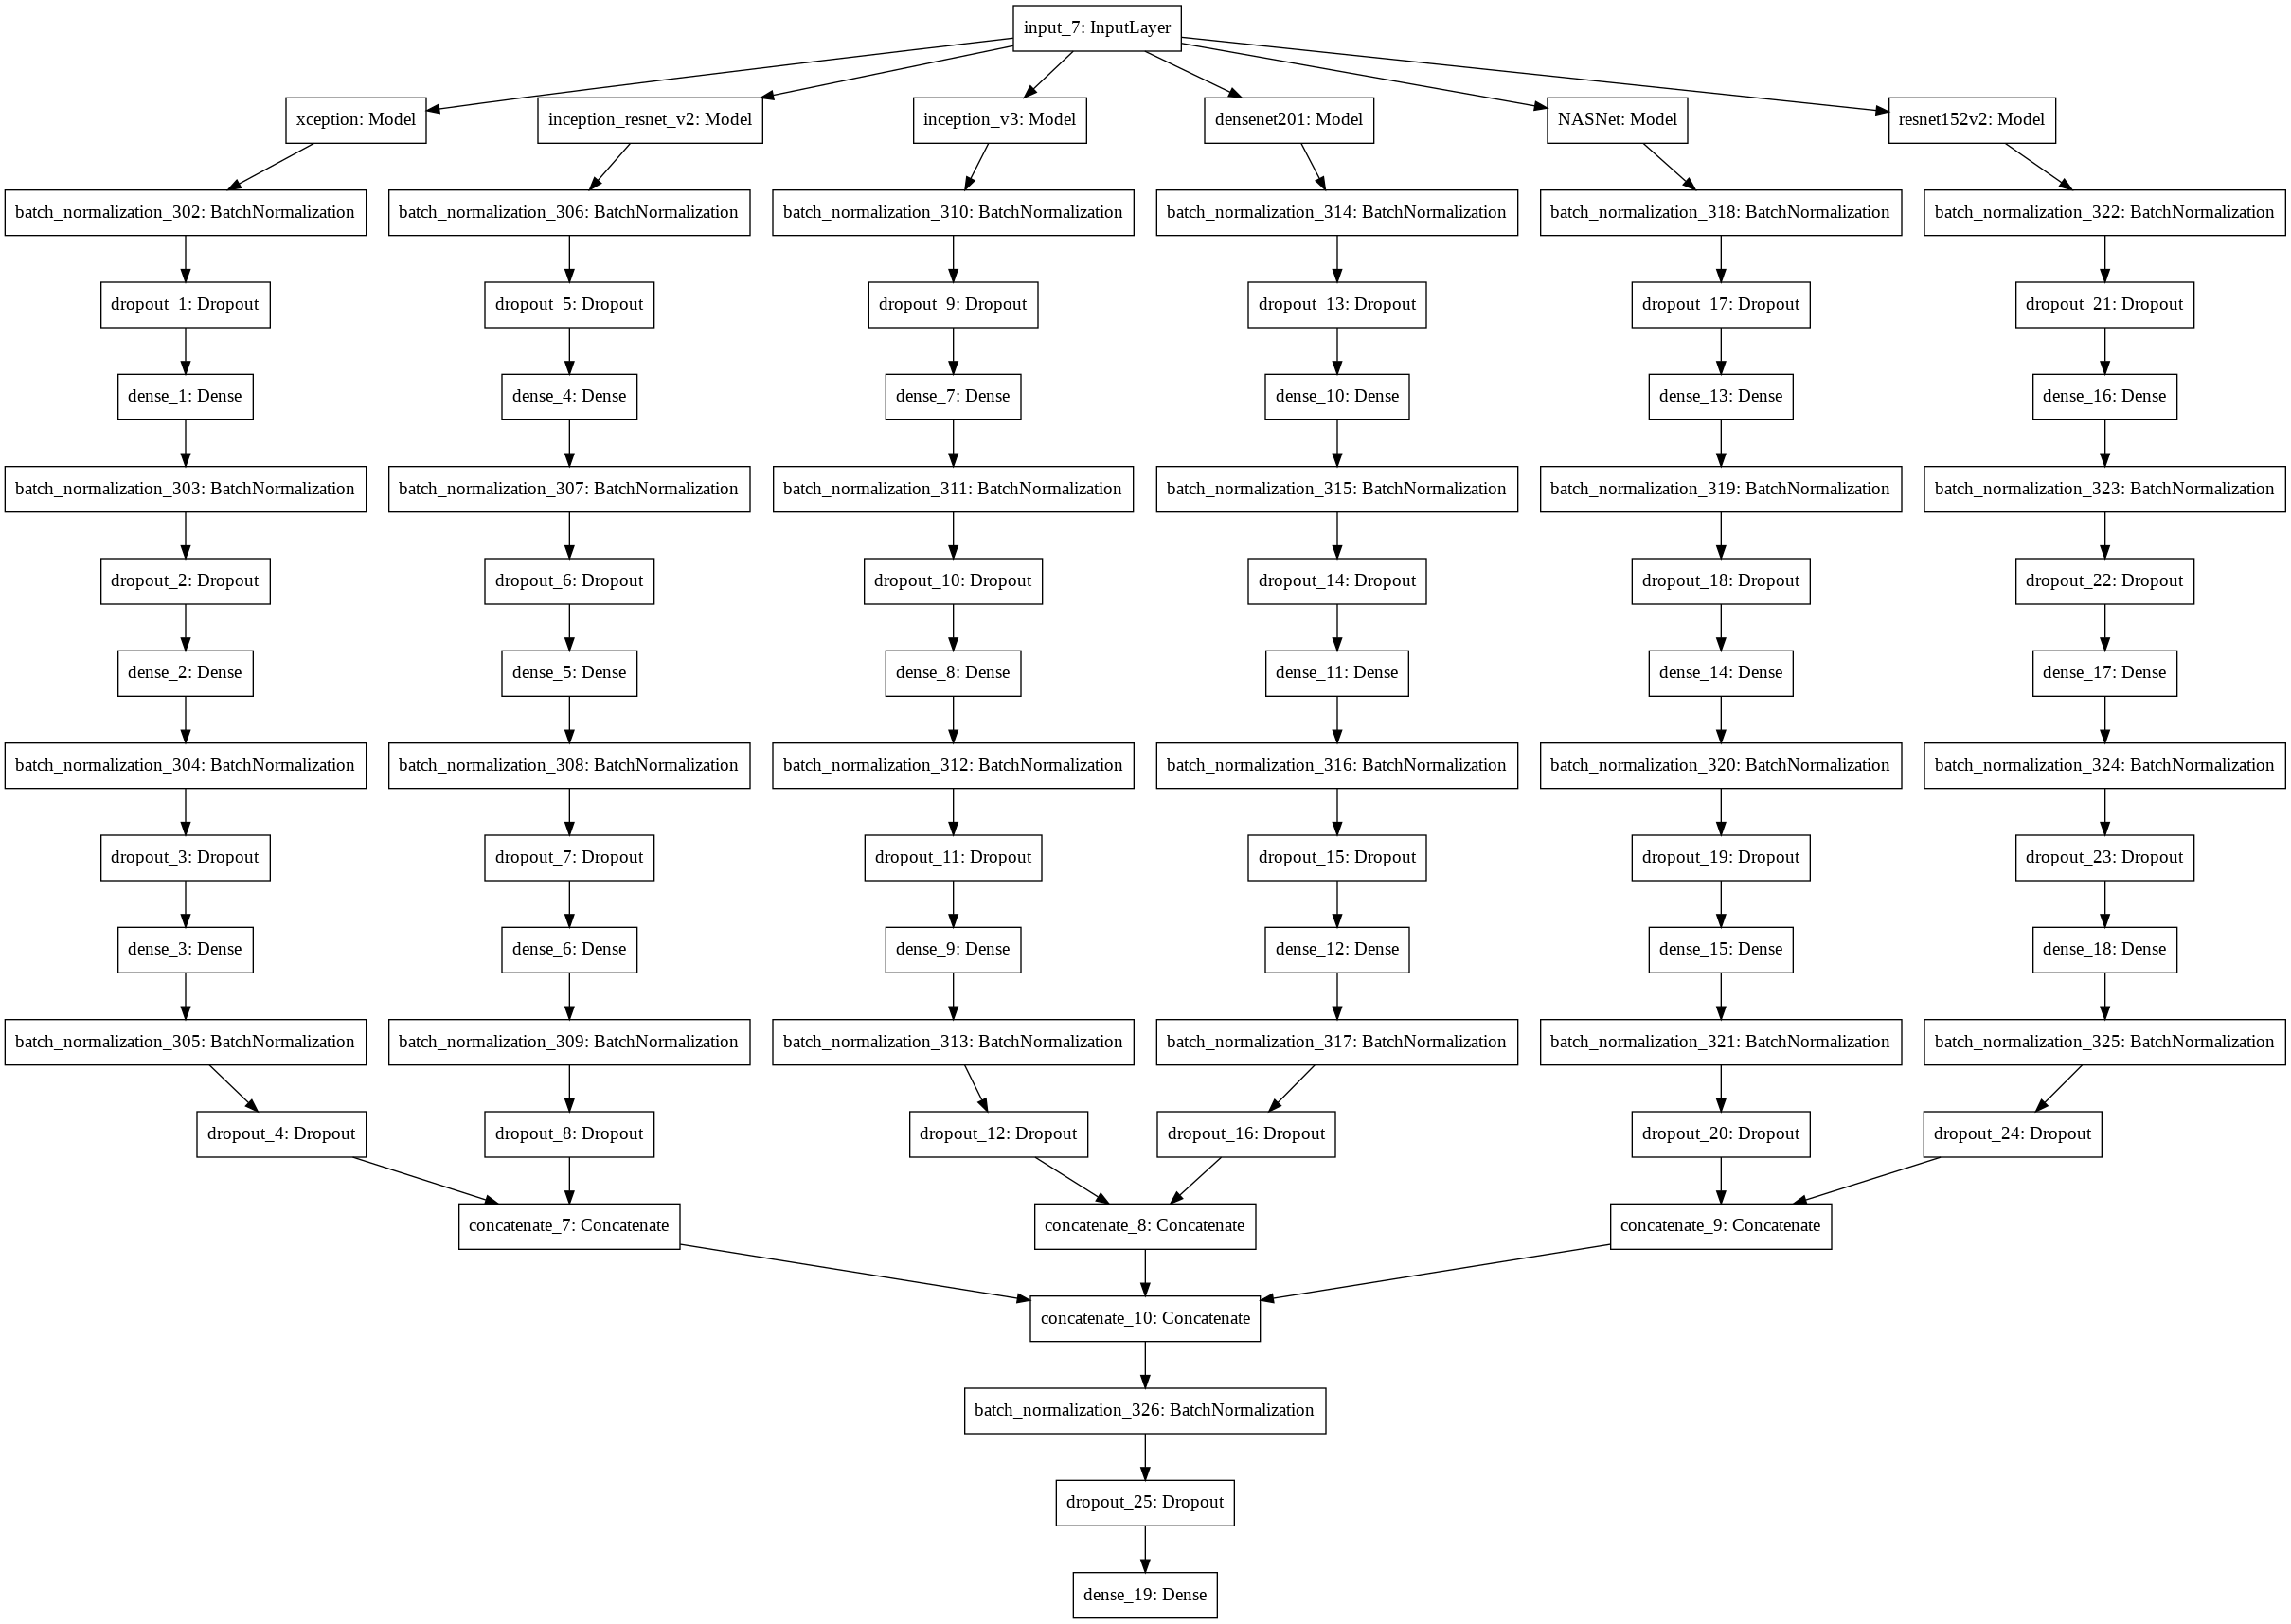 input_7: InputLayer
xception: Model
inception_resnet_v2: Model
inception_v3: Model
densenet201: Model
NASNet: Model
resnet152v2: Model
batch_normalization_302: BatchNormalization
batch_normalization_306: BatchNormalization
batch_normalization_310: BatchNormalization
batch_normalization_314: BatchNormalization
batch_normalization_318: BatchNormalization
batch_normalization_322: BatchNormalization
dropout_1: Dropout
dropout_5: Dropout
dropout_9: Dropout
dropout_13: Dropout
dropout_17: Dropout
dropout_21: Dropout
dense_1: Dense
dense_4: Dense
dense_7: Dense
dense_10: Dense
dense_13: Dense
dense_16: Dense
batch_normalization_303: BatchNormalization
batch_normalization_307: BatchNormalization
batch_normalization_311: BatchNormalization
batch_normalization_315: BatchNormalization
batch_normalization_319: BatchNormalization
batch_normalization_323: BatchNormalization
dropout_2: Dropout
dropout_6: Dropout
dropout_10: Dropout
dropout_14: Dropout
dropout_18: Dropout
dropout_22: Dropout
dense_2: Dense
dense_5: Dense
dense_8: Dense
dense_11: Dense
dense_14: Dense
dense_17: Dense
batch_normalization_304: BatchNormalization
batch_normalization_308: BatchNormalization
batch_normalization_312: BatchNormalization
batch_normalization_316: BatchNormalization
batch_normalization_320: BatchNormalization
batch_normalization_324: BatchNormalization
dropout_3: Dropout
dropout_7: Dropout
dropout_11: Dropout
dropout_15: Dropout
dropout_19: Dropout
dropout_23: Dropout
dense_3: Dense
dense_6: Dense
dense_9: Dense
dense_12: Dense
dense_15: Dense
dense_18: Dense
batch_normalization_305: BatchNormalization
batch_normalization_309: BatchNormalization
batch_normalization_313: BatchNormalization
batch_normalization_317: BatchNormalization
batch_normalization_321: BatchNormalization
batch_normalization_325: BatchNormalization
dropout_4: Dropout
dropout_8: Dropout
dropout_12: Dropout
dropout_16: Dropout
dropout_20: Dropout
dropout_24: Dropout
concatenate_7: Concatenate
concatenate_8: Concatenate
concatenate_9: Concatenate
concatenate_10: Concatenate
batch_normalization_326: BatchNormalization
dropout_25: Dropout
dense_19: Dense